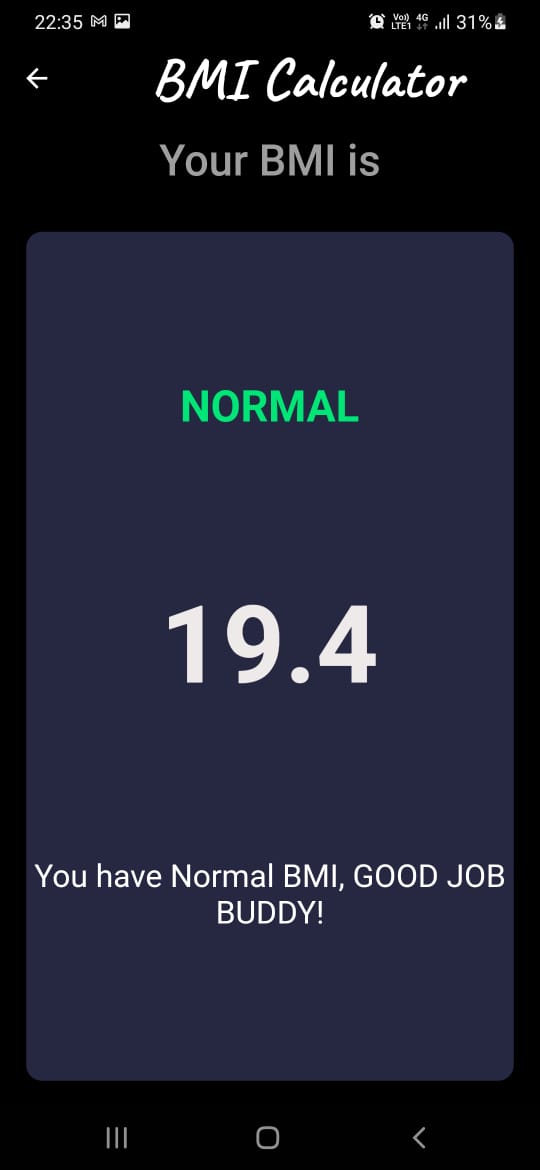 22:35 Vo)) LTE1 4G 31%
BMI Calculator
Your BMI is
NORMAL
19.4
You have Normal BMI, GOOD JOB
BUDDY!